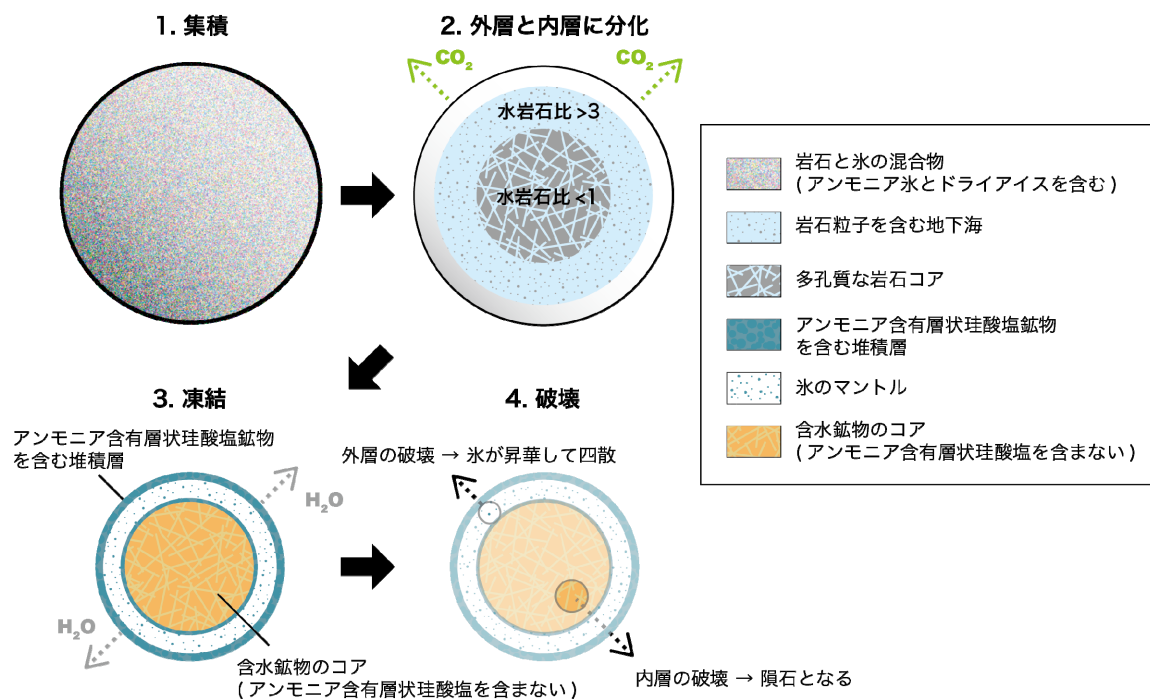 1. 集積
2. 外層と内層に分化
CO₂
CO₂
水岩石比 >3
水岩石比 <1
岩石と氷の混合物
( アンモニア氷とドライアイスを含む )
岩石粒子を含む地下海
多孔質な岩石コア
アンモニア含有層状珪酸塩鉱物
を含む堆積層
氷のマントル
含水鉱物のコア
( アンモニア含有層状珪酸塩を含まない )
3. 凍結
アンモニア含有層状珪酸塩鉱物
を含む堆積層
H₂O
H₂O
含水鉱物のコア
( アンモニア含有層状珪酸塩を含まない )
4. 破壊
外層の破壊 → 氷が昇華して四散
内層の破壊 → 隕石となる